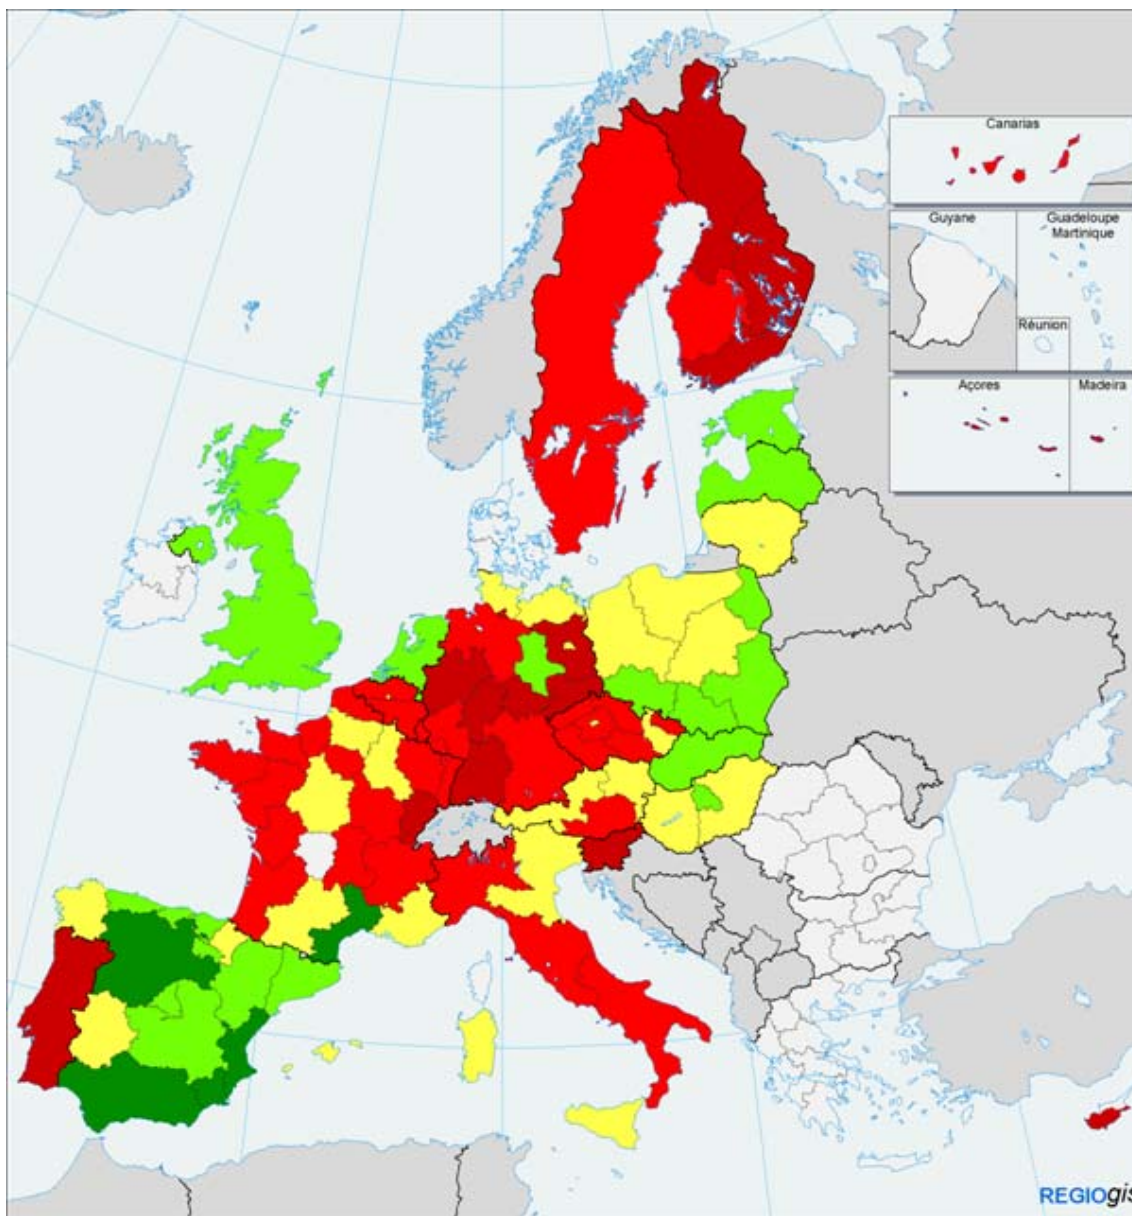 Canarias
Guyane
Guadeloupe
Martinique
Réunion
Açores
Madeira
REGIOgis